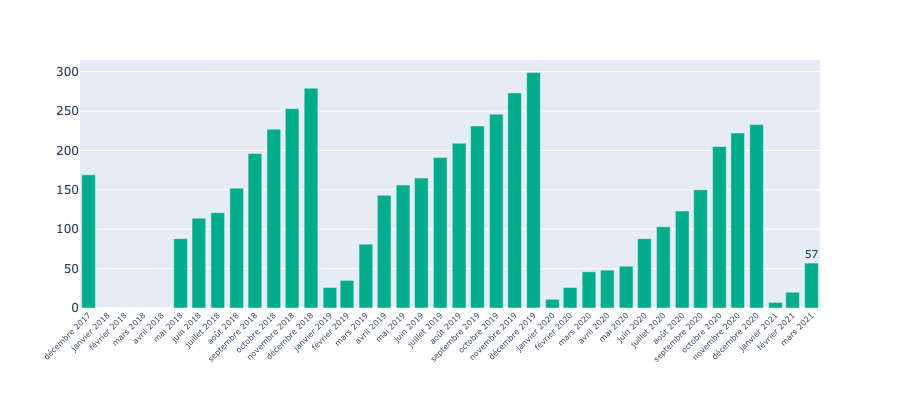 300
250
200
150
100
50
0
57
décembre 2017
janvier 2018
février 2018
mars 2018
avril 2018
mai 2018
juin 2018
juillet 2018
août 2018
septembre 2018
octobre 2018
novembre 2018
décembre 2018
janvier 2019
février 2019
mars 2019
avril 2019
mai 2019
juin 2019
juillet 2019
août 2019
septembre 2019
octobre 2019
novembre 2019
décembre 2019
janvier 2020
février 2020
mars 2020
avril 2020
mai 2020
juin 2020
juillet 2020
août 2020
septembre 2020
octobre 2020
novembre 2020
décembre 2020
janvier 2021
février 2021
mars 2021